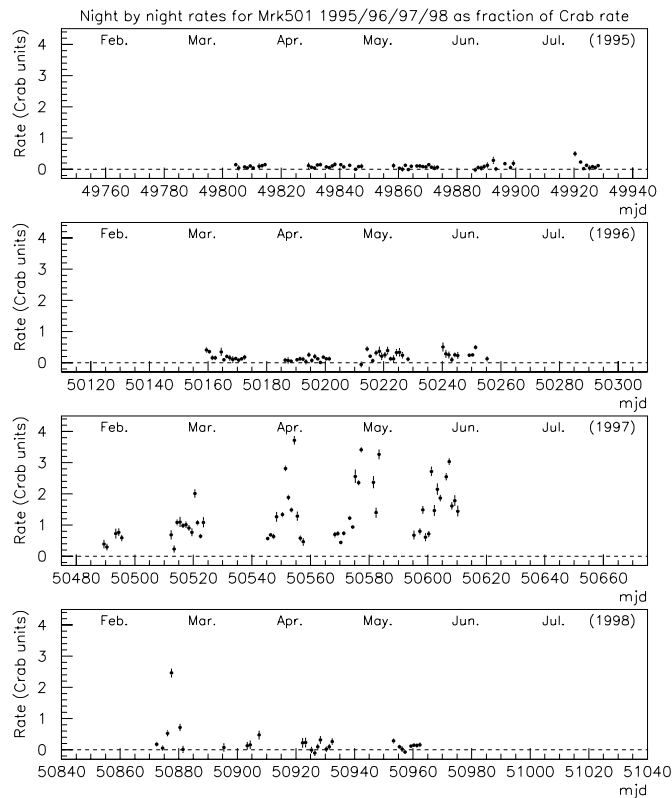 Night by night rates for Mrk501 1995/96/97/98 as fraction of Crab rate
Rate (Crab units)
4
3
2
1
0
Feb. Mar. Apr. May. Jun. Jul. (1995)
49760 49780 49800 49820 49840 49860 49880 49900 49920 49940
mjd
Rate (Crab units)
4
3
2
1
0
Feb. Mar. Apr. May. Jun. Jul. (1996)
50120 50140 50160 50180 50200 50220 50240 50260 50280 50300
mjd
Rate (Crab units)
4
3
2
1
0
Feb. Mar. Apr. May. Jun. Jul. (1997)
50480 50500 50520 50540 50560 50580 50600 50620 50640 50660
mjd
Rate (Crab units)
4
3
2
1
0
Feb. Mar. Apr. May. Jun. Jul. (1998)
50840 50860 50880 50900 50920 50940 50960 50980 51000 51020 51040
mjd